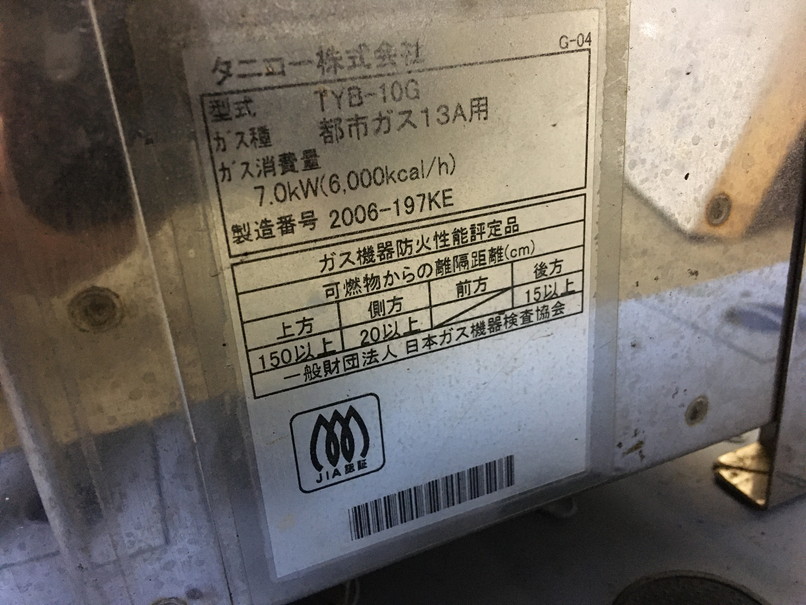 タニコー株式会社
G-04
型式 TYB-10G
ガス種 都市ガス13A用
ガス消費量
7.0kW(6,000kcal/h)
製造番号 2006-197KE
ガス機器防火性能評定品
可燃物からの離隔距離(cm)
上方 側方 前方 後方
150以上 20以上 15以上
一般財団法人 日本ガス機器検査協会
JIA認証